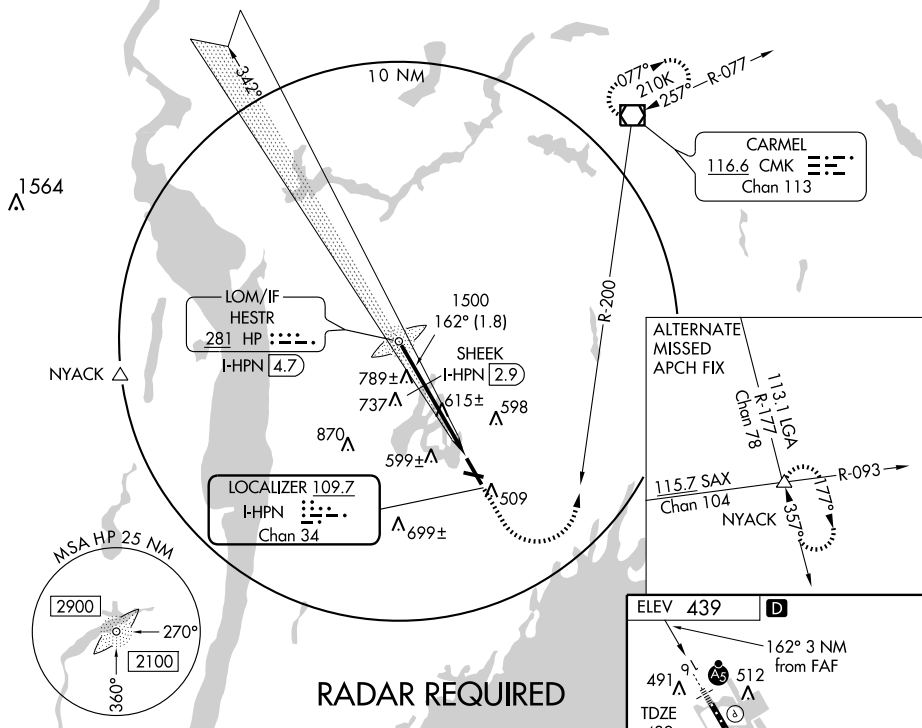 342°
10 NM
077°
210K
257°
R-077
CARMEL
116.6 CMK
Chan 113
1564
LOM/IF
HESTR
281 HP
I-HPN 4.7
1500
162° (1.8)
SHEEK
I-HPN 2.9
R-200
NYACK
789±
737
615±
598
870
599±
LOCALIZER 109.7
I-HPN
Chan 34
509
699±
ALTERNATE
MISSED
APCH FIX
113.1 LGA
R-177
Chan 78
115.7 SAX
Chan 104
R-093
NYACK
177°
357°
MSA HP 25 NM
2900
270°
2100
360°
RADAR REQUIRED
ELEV 439
D
162° 3 NM
from FAF
491
9
A5
512
TDZE